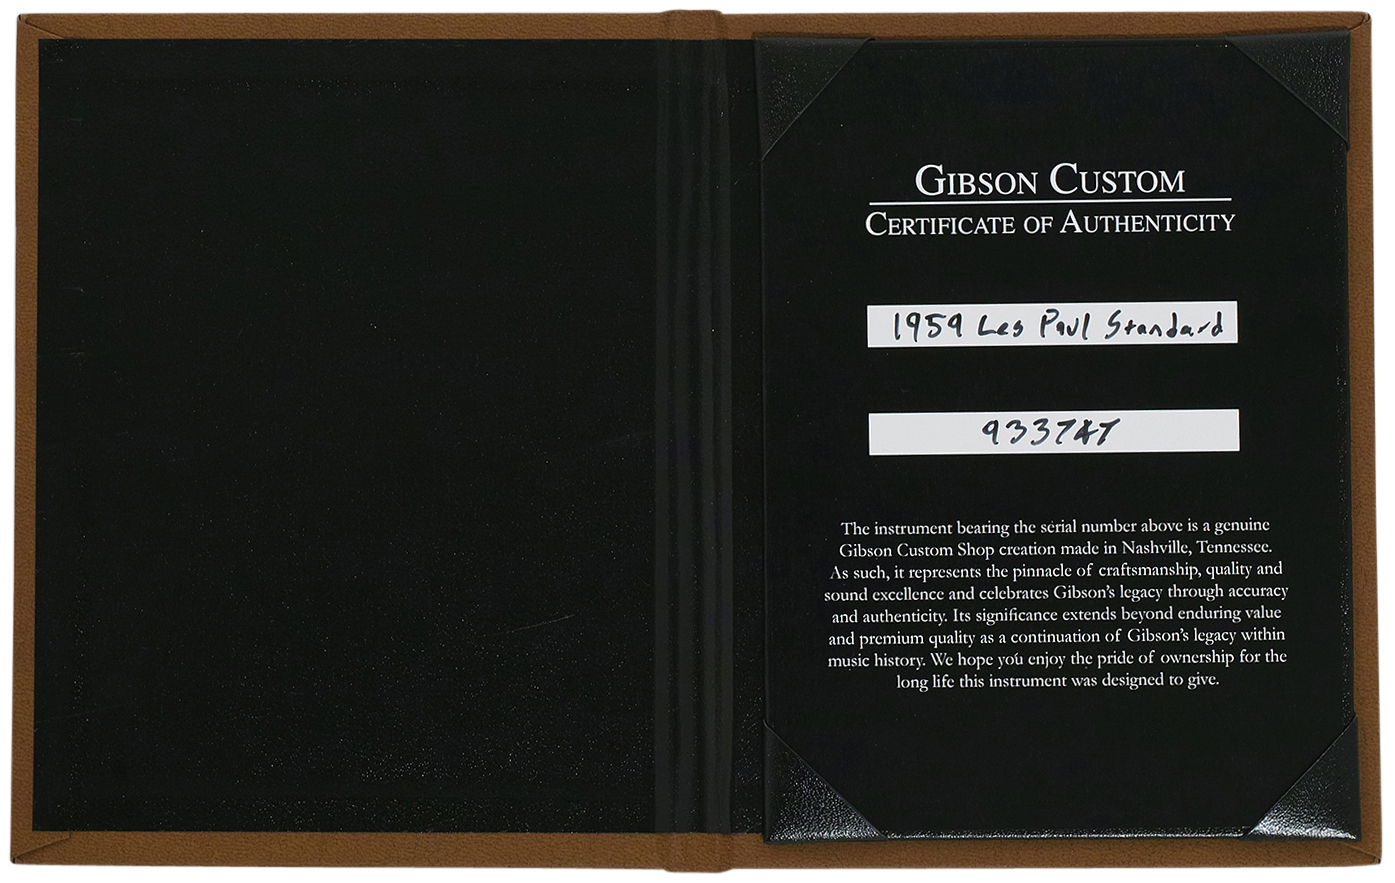 GIBSON CUSTOM
CERTIFICATE OF AUTHENTICITY
1959 Les Paul Standard
933747
The instrument bearing the serial number above is a genuine
Gibson Custom Shop creation made in Nashville, Tennessee.
As such, it represents the pinnacle of craftsmanship, quality and
sound excellence and celebrates Gibson's legacy through accuracy
and authenticity. Its significance extends beyond enduring value
and premium quality as a continuation of Gibson's legacy within
music history. We hope you enjoy the pride of ownership for the
long life this instrument was designed to give.